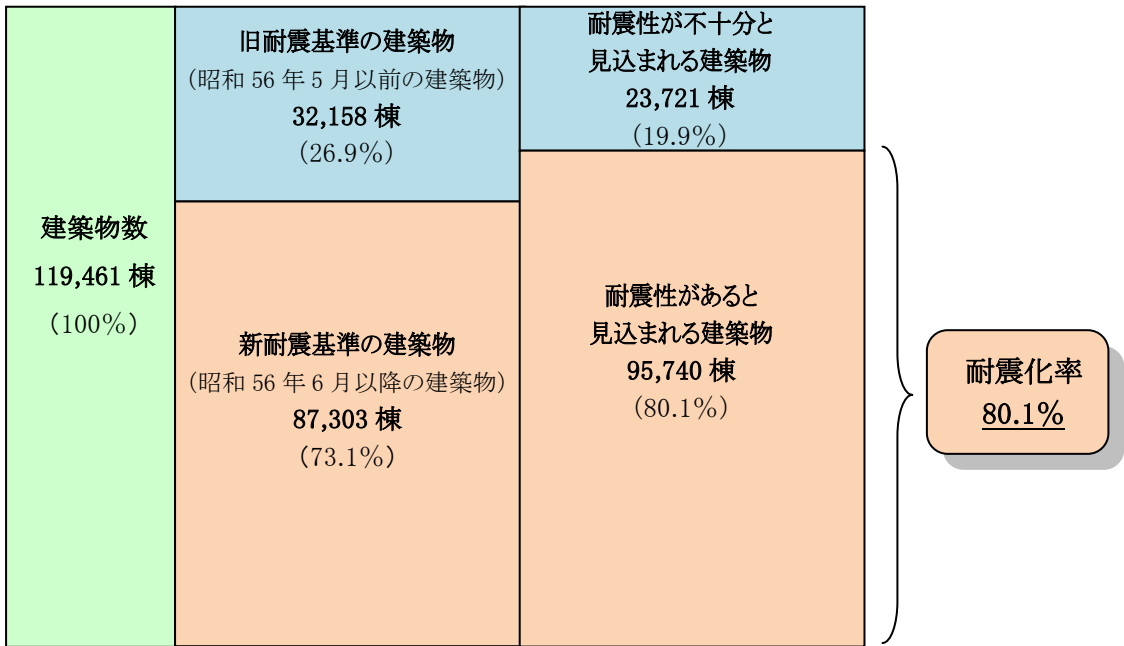 建築物数
119,461 棟
（100％）
旧耐震基準の建築物
（昭和 56 年 5 月以前の建築物）
32,158 棟
（26.9％）
新耐震基準の建築物
（昭和 56 年 6 月以降の建築物）
87,303 棟
（73.1％）
耐震性が不十分と
見込まれる建築物
23,721 棟
（19.9％）
耐震性があると
見込まれる建築物
95,740 棟
（80.1％）
耐震化率
80.1％